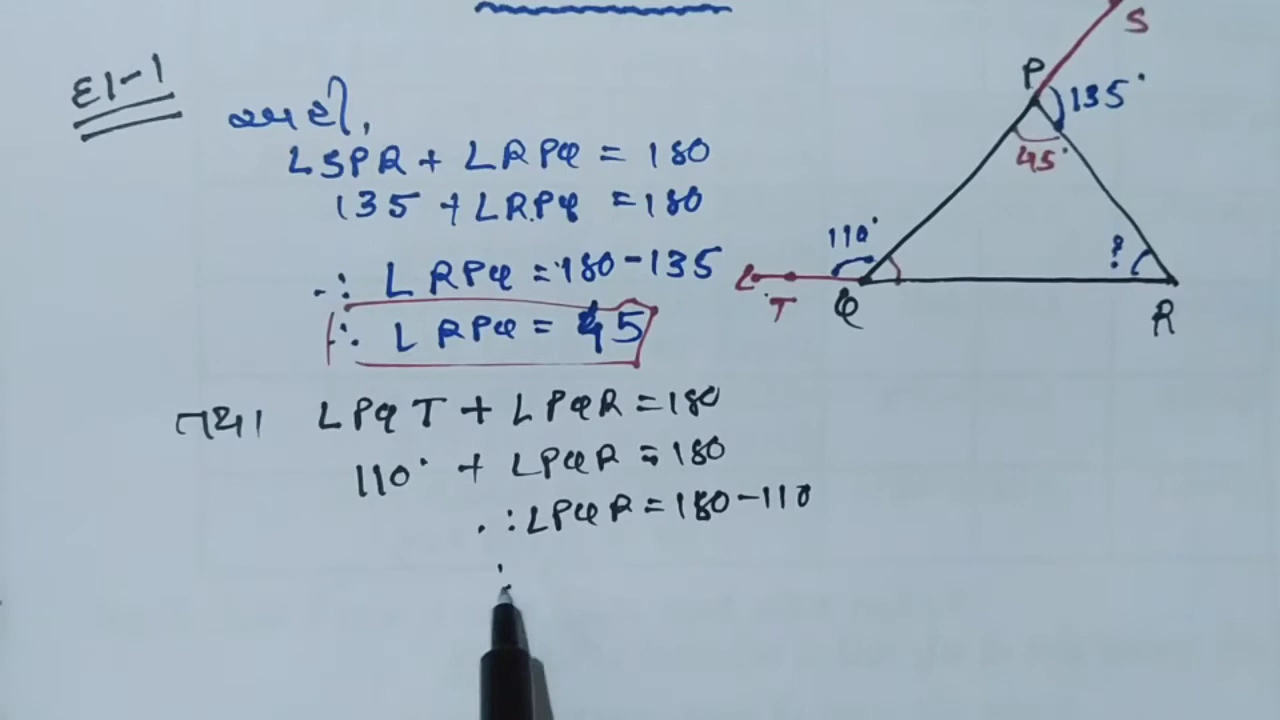 દા-1
અહી,
∠SPR + ∠RPQ = 180
135 + ∠RPQ = 180
∴ ∠RPQ = 180 - 135
∴ ∠RPQ = 45
તથા ∠PQT + ∠PQR = 180
110° + ∠PQR = 180
∴ ∠PQR = 180 - 110
S
P
135°
45°
110°
?
T
Q
R